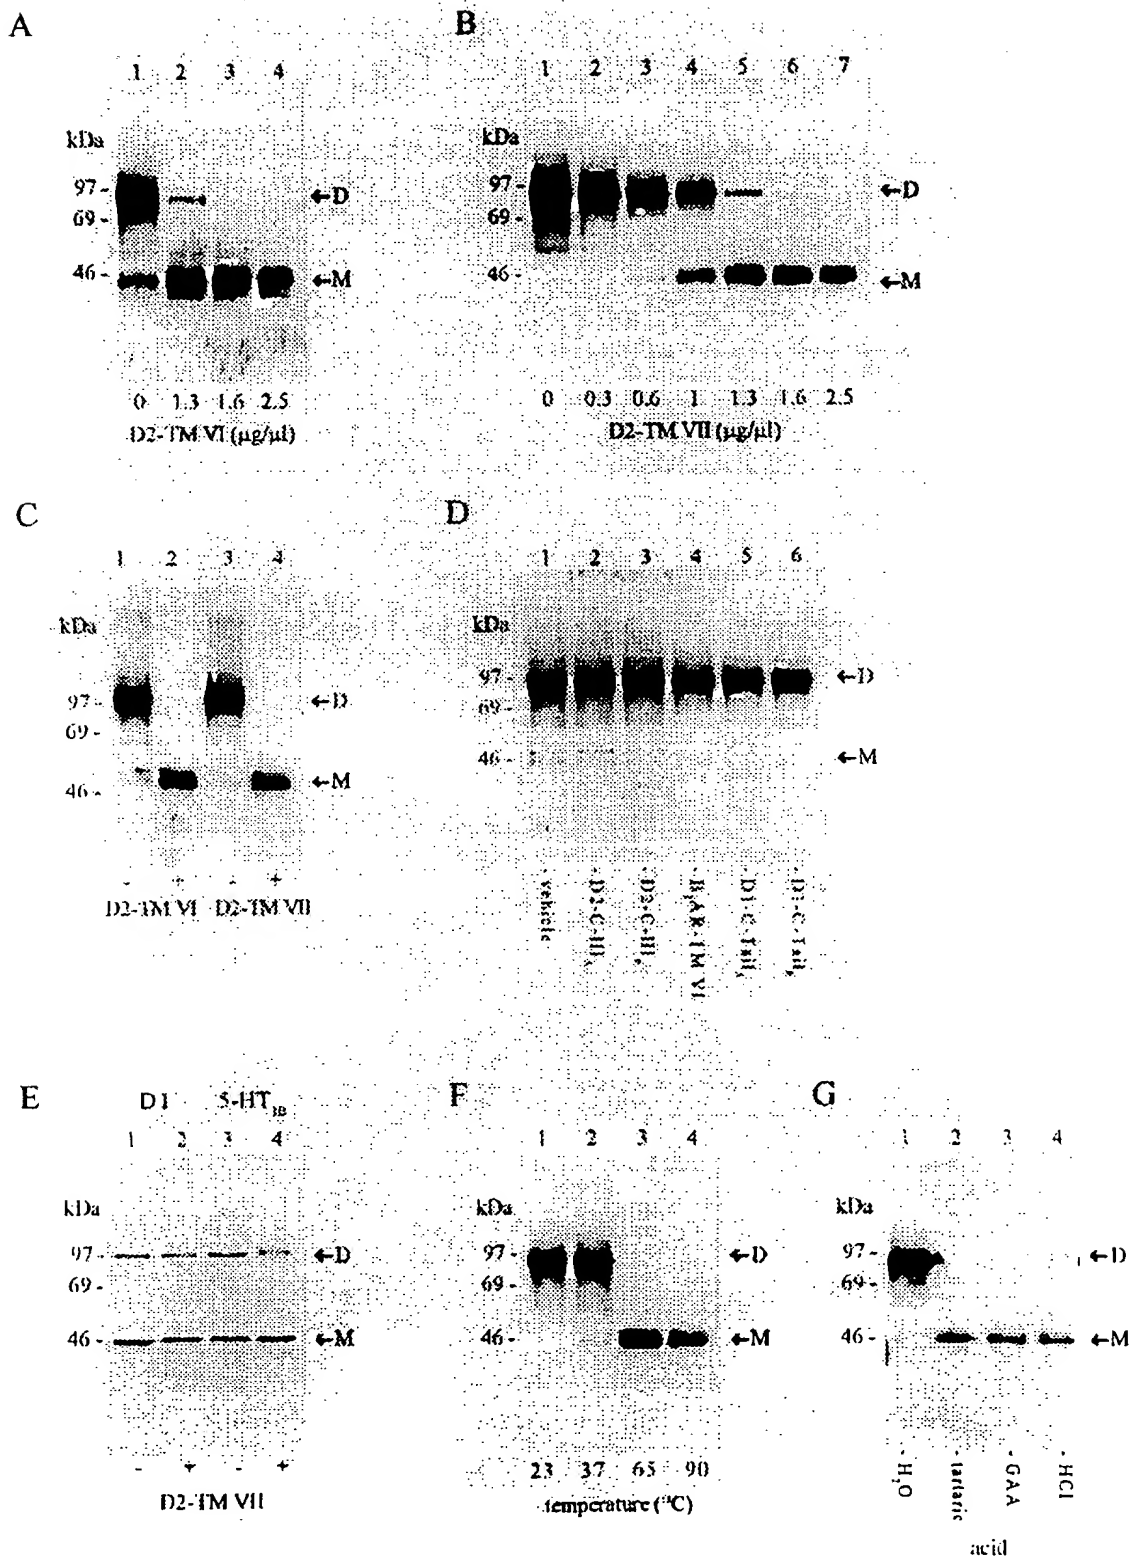 A
1 2 3 4
kDa
97-
69-
46-
←D
←M
0 1.3 1.6 2.5
D2-TM VI (µg/µl)
B
1 2 3 4 5 6 7
kDa
97-
69-
46-
←D
←M
0 0.3 0.6 1 1.3 1.6 2.5
D2-TM VII (µg/µl)
C
1 2 3 4
kDa
97-
69-
46-
←D
←M
- + - +
D2-TM VI D2-TM VII
D
1 2 3 4 5 6
kDa
97-
69-
46-
←D
←M
- vehicle
- D2-C-III
- D2-C-III
AR-TM VI
- D1-C-Tail
- D1-C-Tail
E
D1 5-HT1B
1 2 3 4
kDa
97-
69-
46-
←D
←M
- + - +
D2-TM VII
F
1 2 3 4
kDa
97-
69-
46-
←D
←M
23 37 65 90
temperature (°C)
G
1 2 3 4
kDa
97-
69-
46-
←D
←M
- H2O
- tartaric
- GAA
- HCl
acid